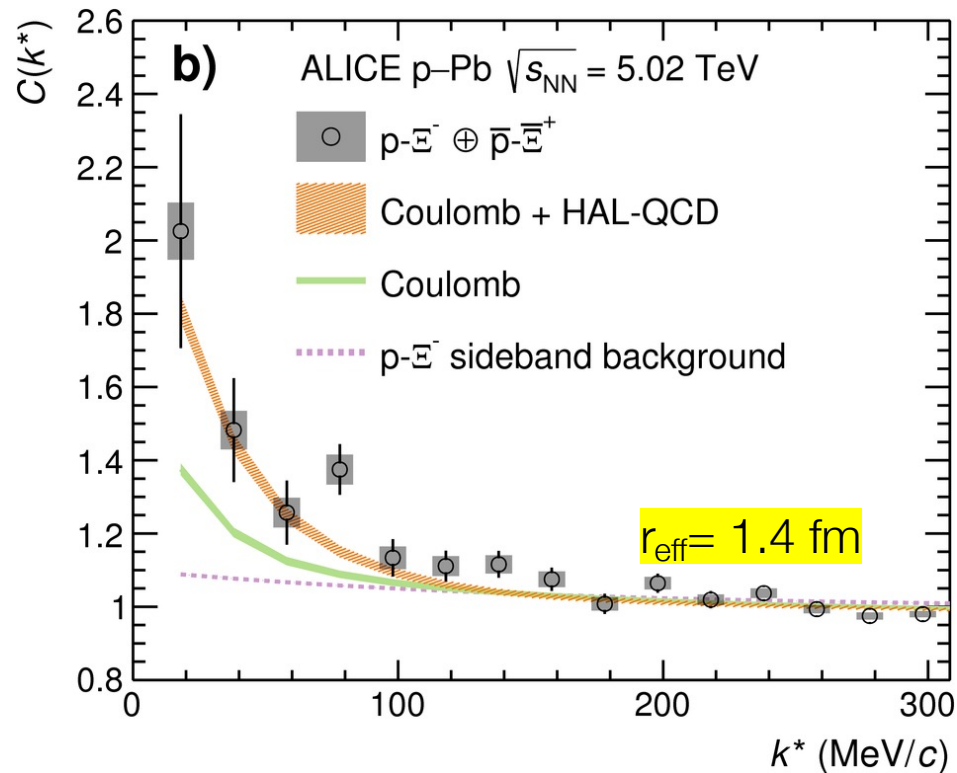 C(k*)
2.6
2.4
2.2
2
1.8
1.6
1.4
1.2
1
0.8
b)
ALICE p–Pb √sNN = 5.02 TeV
p-Ξ⁻ ⊕ p̅-Ξ̅⁺
Coulomb + HAL-QCD
Coulomb
p-Ξ⁻ sideband background
reff= 1.4 fm
0 100 200 300
k* (MeV/c)